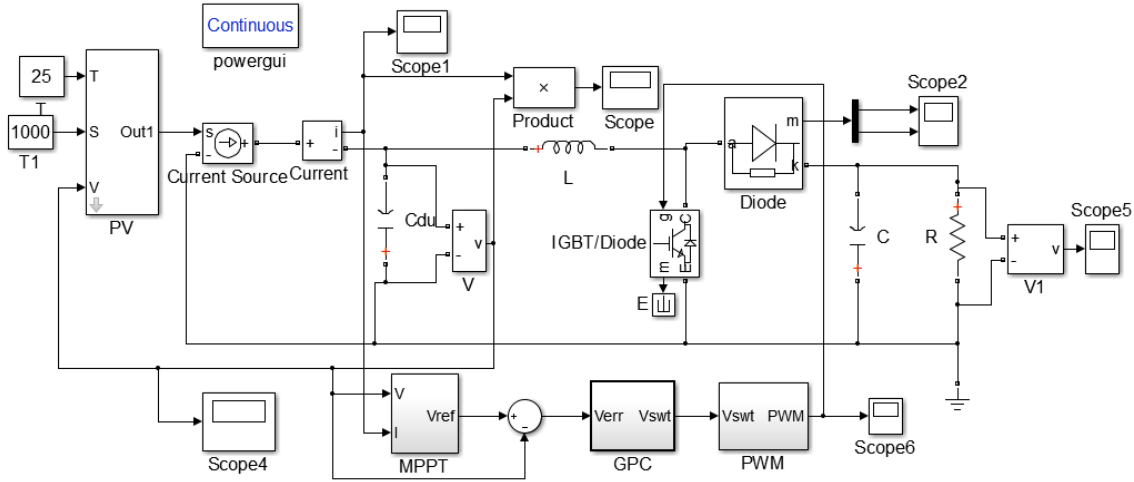 Continuous
powergui
Scope1
25
T
1000
T1
T
S
V
Out1
PV
s
+
-
Current Source
+
i
-
Current
×
Product
Scope
Scope2
a
m
k
Diode
+
L
Cdu
+
+
-
v
V
g
C
m
E
IGBT/Diode
E
C
+
R
+
+
-
v
V1
Scope5
Scope4
V
I
Vref
MPPT
+
-
Verr
Vswt
GPC
Vswt
PWM
PWM
Scope6